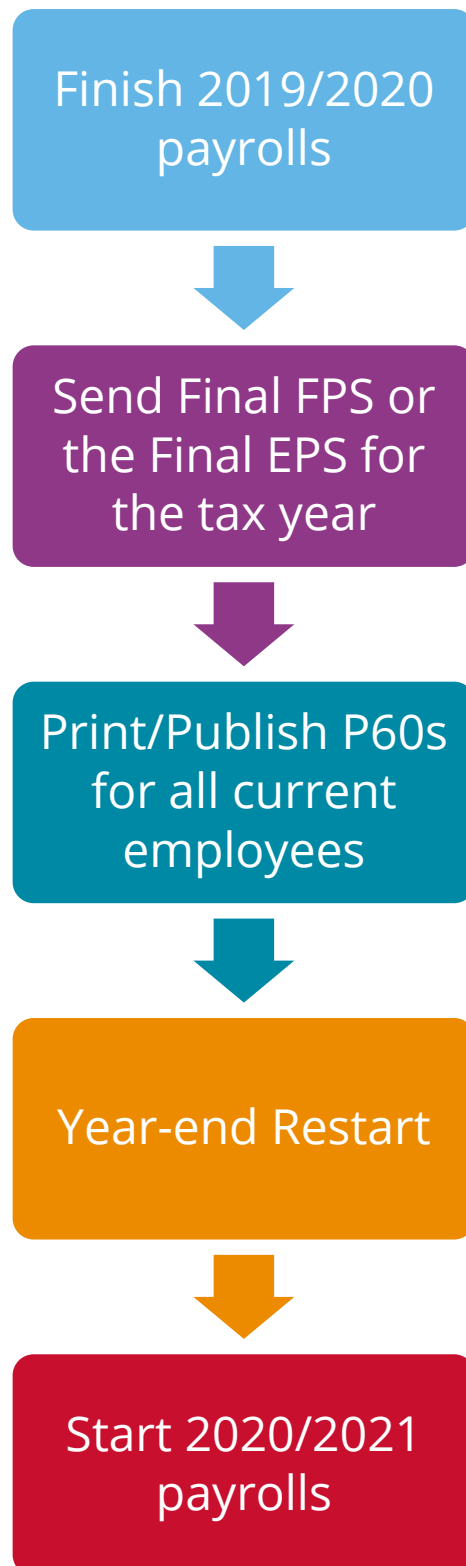 Finish 2019/2020
payrolls
Send Final FPS or
the Final EPS for
the tax year
Print/Publish P60s
for all current
employees
Year-end Restart
Start 2020/2021
payrolls